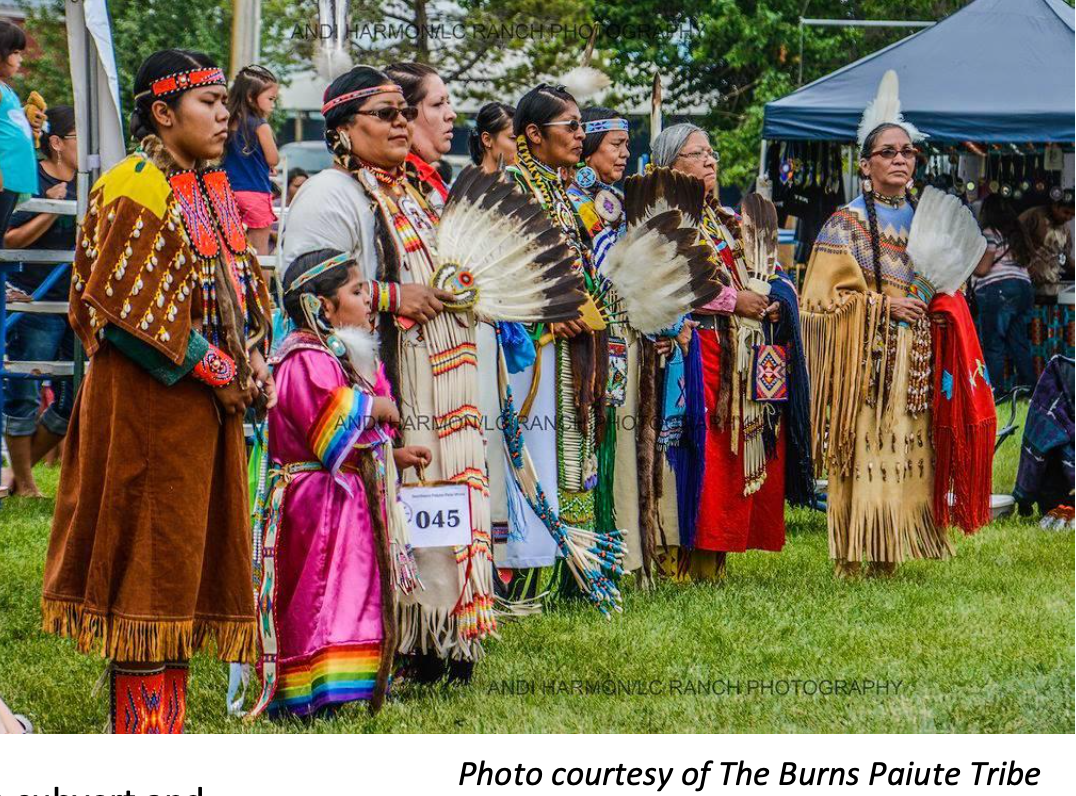 ANDI HARMON/LC RANCH PHOTOGRAPHY
ANDI HARMON/LC RANCH PHOTOGRAPHY
045
ANDI HARMON/LC RANCH PHOTOGRAPHY
Photo courtesy of The Burns Paiute Tribe